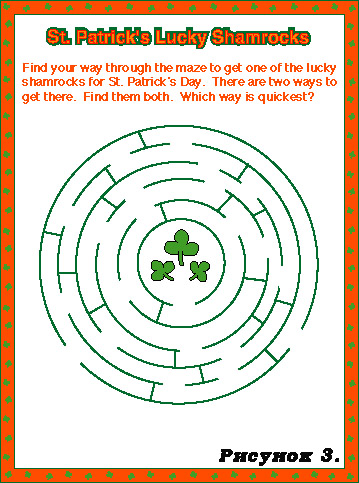 St. Patrick's Lucky Shamrocks
Find your way through the maze to get one of the lucky
shamrocks for St. Patrick's Day. There are two ways to
get there. Find them both. Which way is quickest?
Рисунок 3.